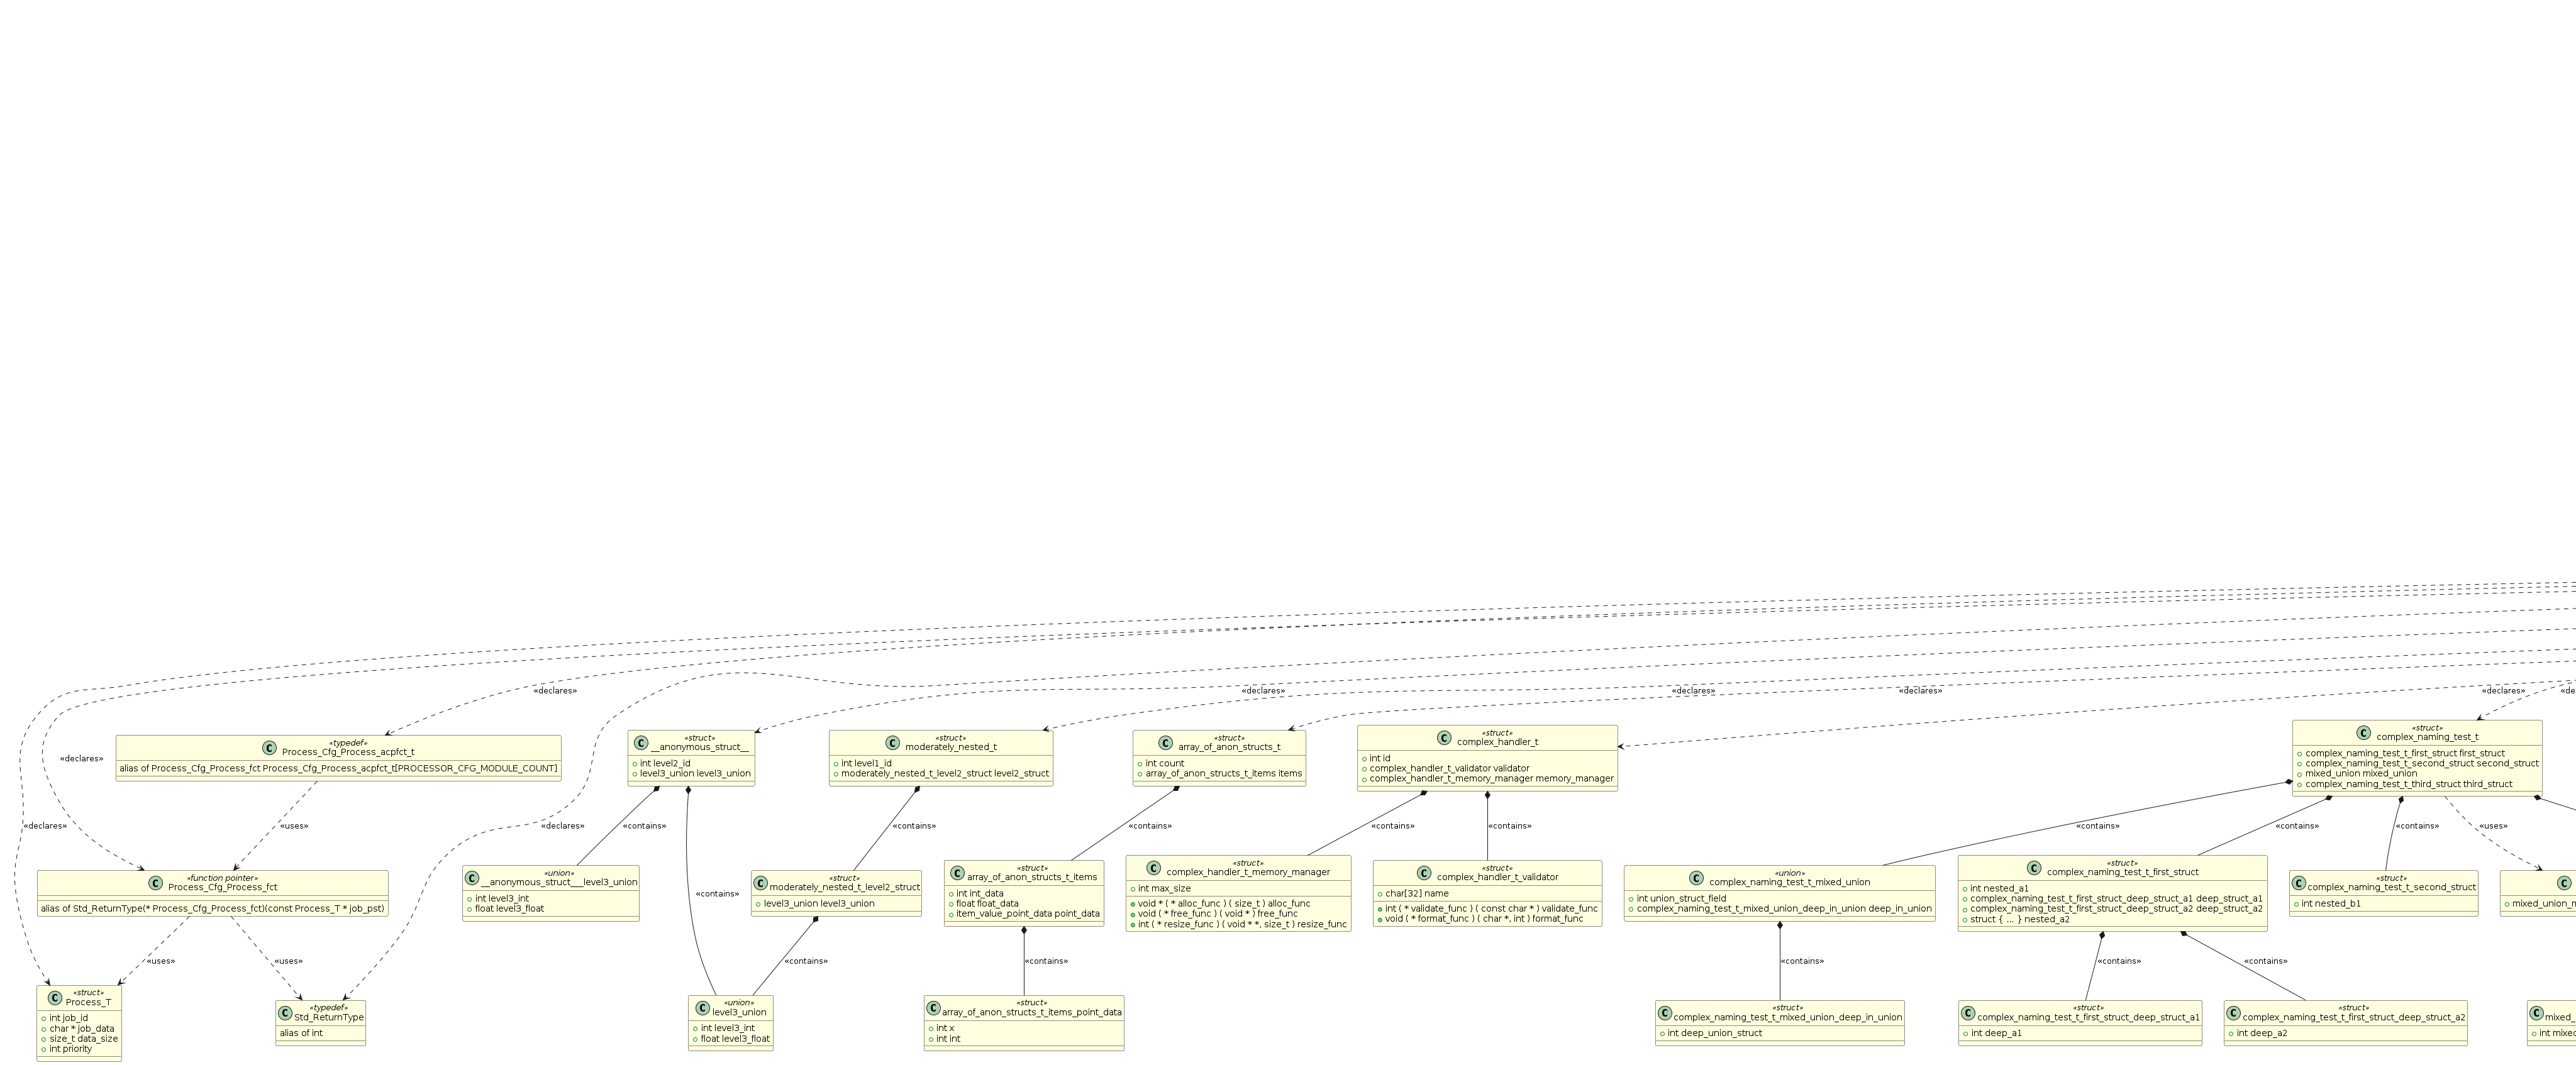 «declares»
«declares»
«declares»
«declares»
«declares»
«de
«struct»
complex_naming_test_t
complex_naming_test_t_first_struct first_struct
complex_naming_test_t_second_struct second_struct
mixed_union mixed_union
complex_naming_test_t_third_struct third_struct
«struct»
complex_handler_t
int id
complex_handler_t_validator validator
complex_handler_t_memory_manager memory_manager
«typedef»
Process_Cfg_Process_acpfct_t
alias of Process_Cfg_Process_fct Process_Cfg_Process_acpfct_t[PROCESSOR_CFG_MODULE_COUNT]
«struct»
__anonymous_struct__
int level2_id
level3_union level3_union
«struct»
moderately_nested_t
int level1_id
moderately_nested_t_level2_struct level2_struct
«struct»
array_of_anon_structs_t
int count
array_of_anon_structs_t_items items
«declares»
«declares»
«uses»
«declares»
«contains»
«contains»
«contains»
«contains»
«contains»
«contains»
«contains»
«contains»
«uses»
«function pointer»
Process_Cfg_Process_fct
alias of Std_ReturnType(* Process_Cfg_Process_fct)(const Process_T * job_pst)
«union»
__anonymous_struct___level3_union
int level3_int
float level3_float
«contains»
«struct»
moderately_nested_t_level2_struct
level3_union level3_union
«struct»
array_of_anon_structs_t_items
int int_data
float float_data
item_value_point_data point_data
«struct»
complex_handler_t_memory_manager
int max_size
void * ( * alloc_func ) ( size_t ) alloc_func
void ( * free_func ) ( void * ) free_func
int ( * resize_func ) ( void * *, size_t ) resize_func
«struct»
complex_handler_t_validator
char[32] name
int ( * validate_func ) ( const char * ) validate_func
void ( * format_func ) ( char *, int ) format_func
«union»
complex_naming_test_t_mixed_union
int union_struct_field
complex_naming_test_t_mixed_union_deep_in_union deep_in_union
«struct»
complex_naming_test_t_first_struct
int nested_a1
complex_naming_test_t_first_struct_deep_struct_a1 deep_struct_a1
complex_naming_test_t_first_struct_deep_struct_a2 deep_struct_a2
struct { ... } nested_a2
«struct»
complex_naming_test_t_second_struct
int nested_b1
mixed_union_m
«uses»
«uses»
«contains»
«contains»
«contains»
«contains»
«contains»
«struct»
Process_T
int job_id
char * job_data
size_t data_size
int priority
«typedef»
Std_ReturnType
alias of int
«union»
level3_union
int level3_int
float level3_float
«struct»
array_of_anon_structs_t_items_point_data
int x
int int
«struct»
complex_naming_test_t_mixed_union_deep_in_union
int deep_union_struct
«struct»
complex_naming_test_t_first_struct_deep_struct_a1
int deep_a1
«struct»
complex_naming_test_t_first_struct_deep_struct_a2
int deep_a2
mixed_
int mixed